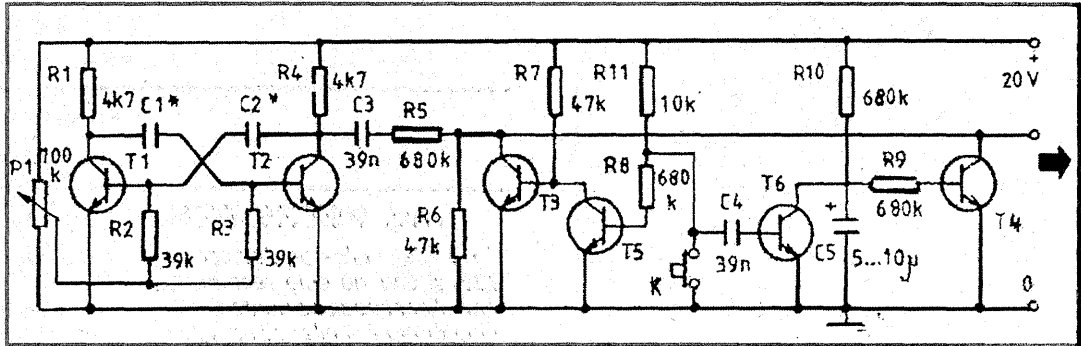 P1
100
k
R1
4k7
C1*
T1
R2
39k
C2*
T2
R3
39k
R4
4k7
C3
39n
R5
680k
R6
47k
R7
47k
T3
T5
R11
10k
R8
680
k
K
C4
39n
T6
R10
680k
+
C5
5...10µ
R9
680k
T4
+
20V
0